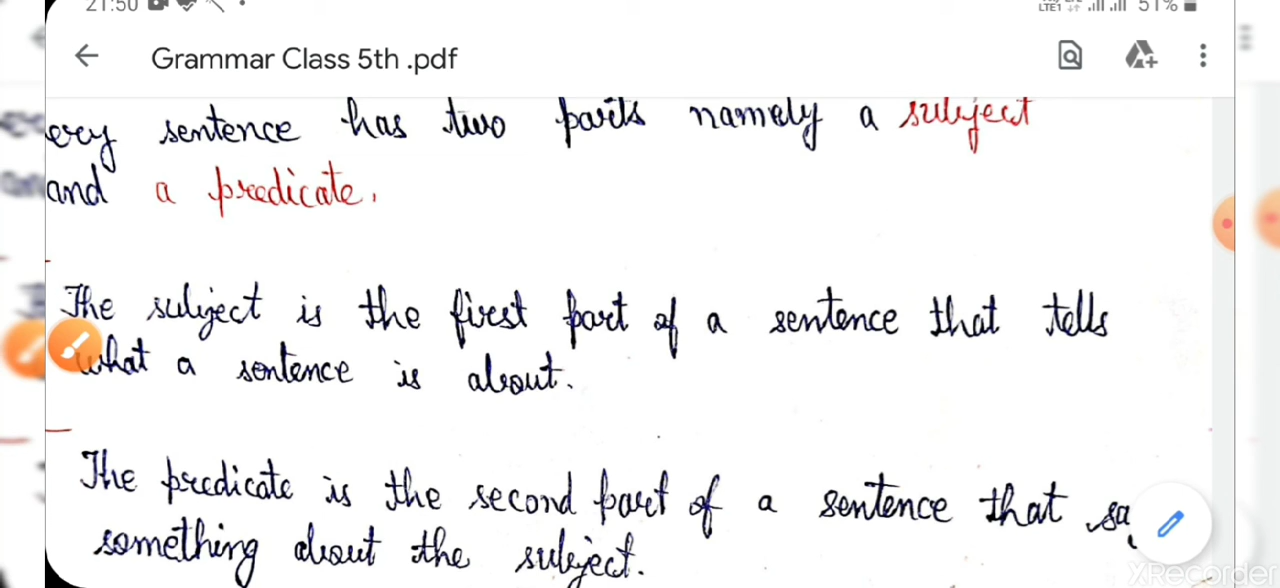 21:50 LTE1 51%
Grammar Class 5th .pdf
ery sentence has two parts namely a subject
and a predicate.
The subject is the first part of a sentence that tells
what a sentence is about.
The predicate is the second part of a sentence that sa
something about the subject.
XRecorder